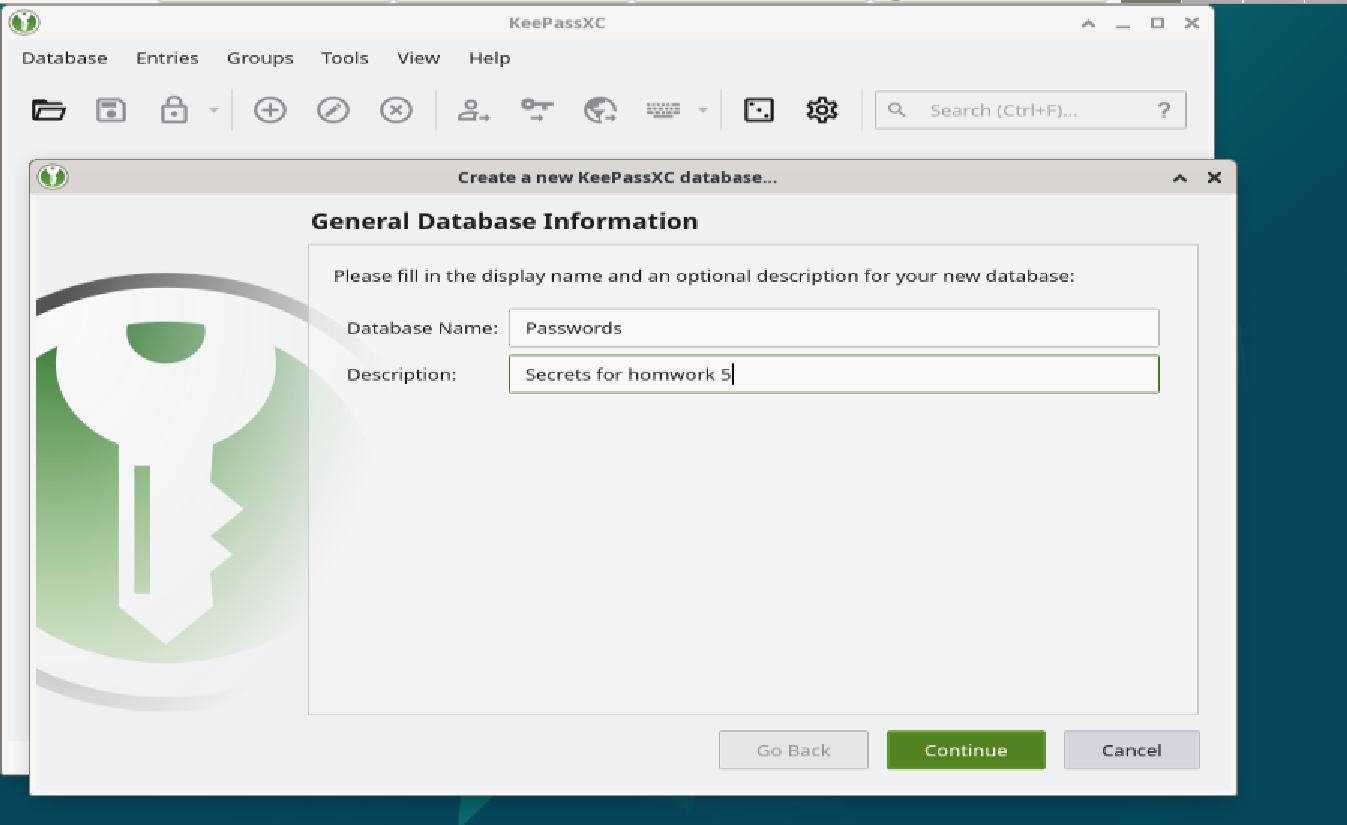 KeePassXC
Database Entries Groups Tools View Help
Search (Ctrl+F)... ?
Create a new KeePassXC database...
General Database Information
Please fill in the display name and an optional description for your new database:
Database Name: Passwords
Description: Secrets for homwork 5
Go Back Continue Cancel